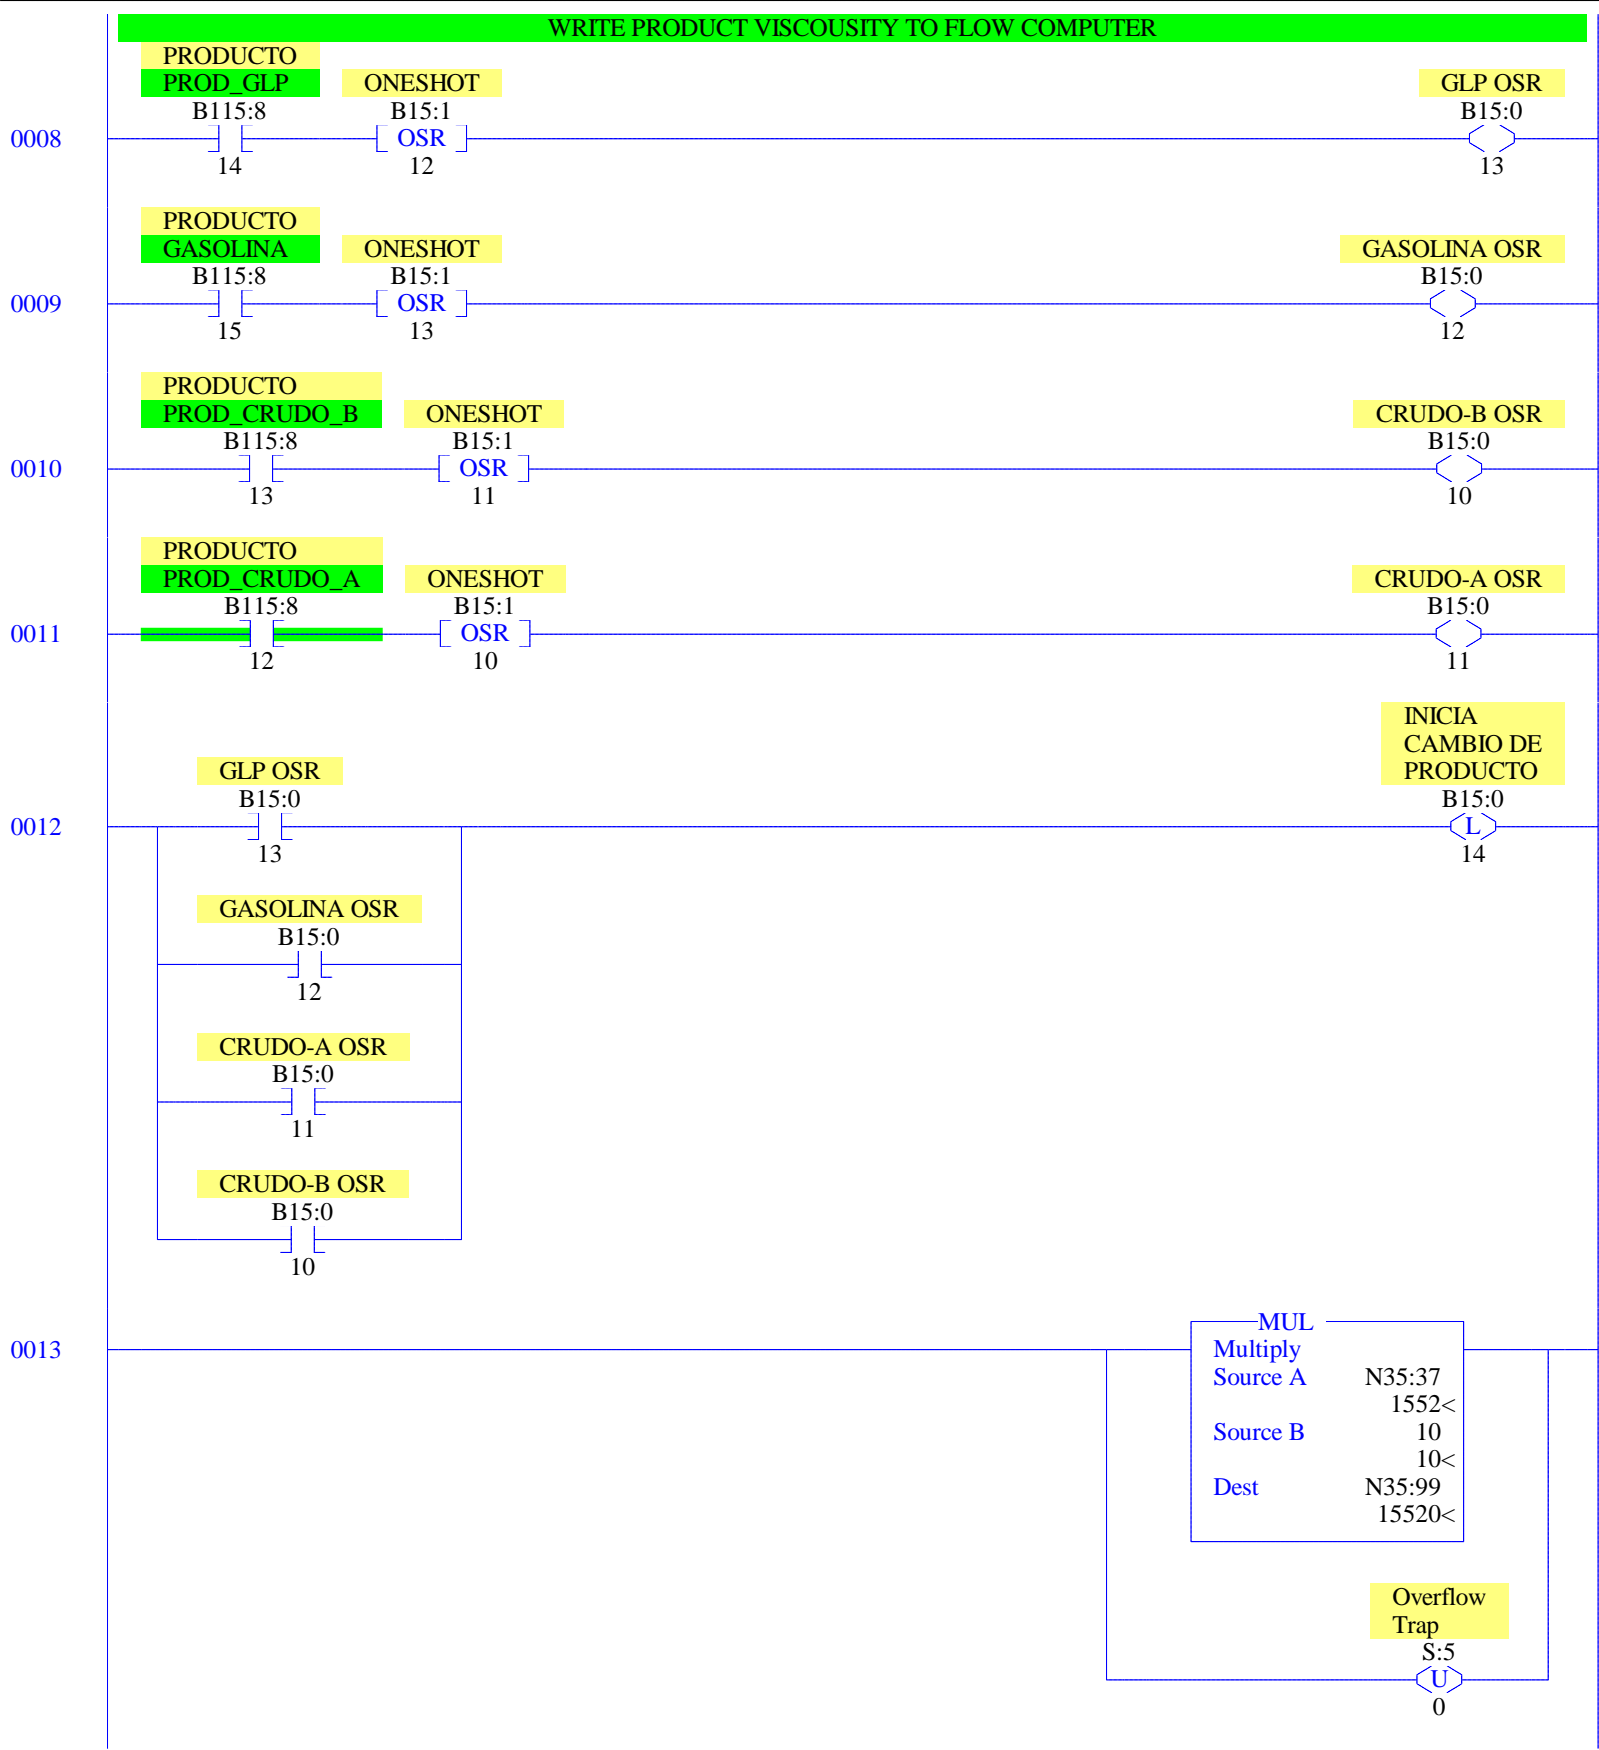 WRITE PRODUCT VISCOUSITY TO FLOW COMPUTER
PRODUCTO
PROD_GLP ONESHOT GLP OSR
B115:8 B15:1 B15:0
0008 OSR
14 12 13
PRODUCTO
GASOLINA ONESHOT GASOLINA OSR
B115:8 B15:1 B15:0
0009 OSR
15 13 12
PRODUCTO
PROD_CRUDO_B ONESHOT CRUDO-B OSR
B115:8 B15:1 B15:0
0010 OSR
13 11 10
PRODUCTO
PROD_CRUDO_A ONESHOT CRUDO-A OSR
B115:8 B15:1 B15:0
0011 OSR
12 10 11
INICIA
CAMBIO DE
GLP OSR PRODUCTO
B15:0 B15:0
0012 L
13 14
GASOLINA OSR
B15:0
12
CRUDO-A OSR
B15:0
11
CRUDO-B OSR
B15:0
10
MUL
0013 Multiply
Source A N35:37
1552<
Source B 10
10<
Dest N35:99
15520<
Overflow
Trap
S:5
U
0